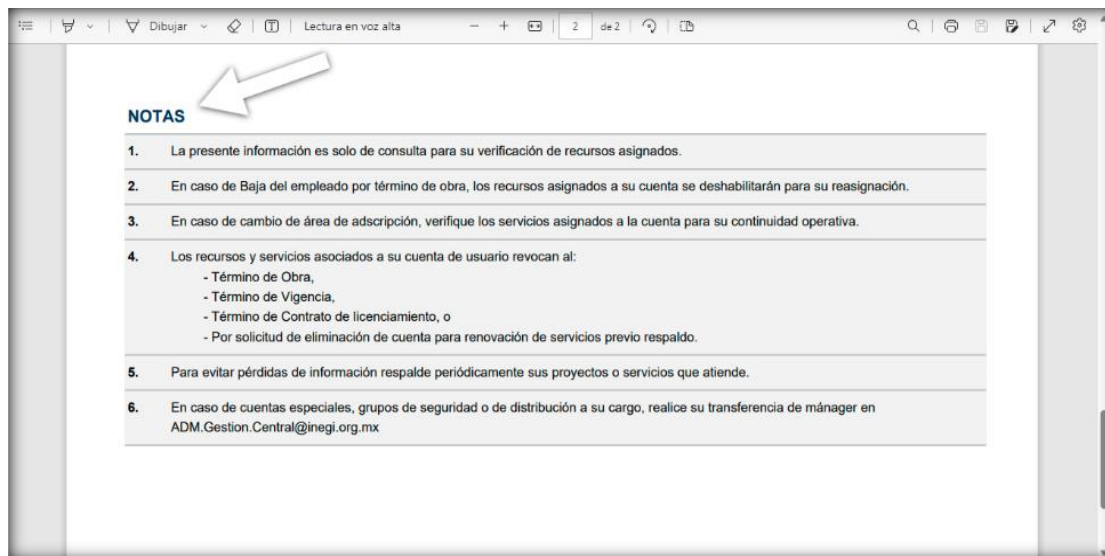 Dibujar
Lectura en voz alta
2 de 2
NOTAS
1. La presente información es solo de consulta para su verificación de recursos asignados.
2. En caso de Baja del empleado por término de obra, los recursos asignados a su cuenta se deshabilitarán para su reasignación.
3. En caso de cambio de área de adscripción, verifique los servicios asignados a la cuenta para su continuidad operativa.
4. Los recursos y servicios asociados a su cuenta de usuario revocan al:
- Término de Obra,
- Término de Vigencia,
- Término de Contrato de licenciamiento, o
- Por solicitud de eliminación de cuenta para renovación de servicios previo respaldo.
5. Para evitar pérdidas de información respalde periódicamente sus proyectos o servicios que atiende.
6. En caso de cuentas especiales, grupos de seguridad o de distribución a su cargo, realice su transferencia de mánager en
ADM.Gestion.Central@inegi.org.mx